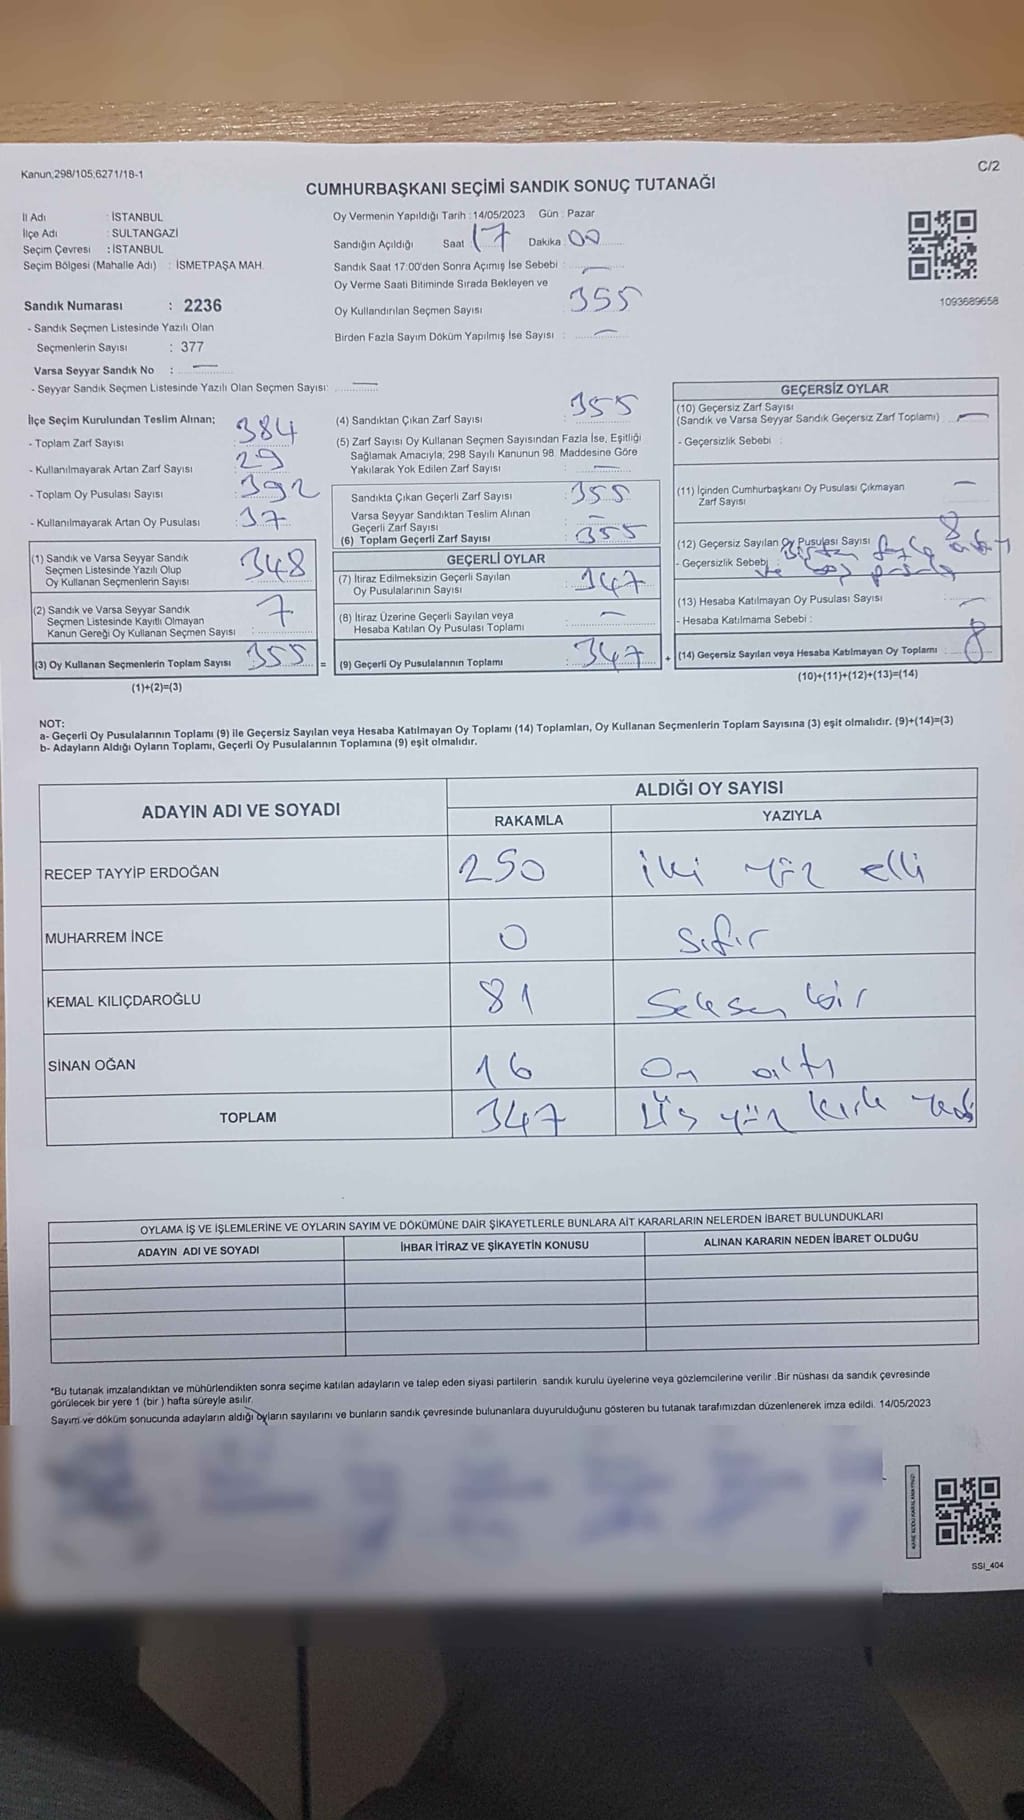 Kanun,298/105,6271/18-1
C/2
CUMHURBAŞKANI SEÇİMİ SANDIK SONUÇ TUTANAĞI
İl Adı : İSTANBUL
İlçe Adı : SULTANGAZİ
Seçim Çevresi : İSTANBUL
Seçim Bölgesi (Mahalle Adı) : İSMETPAŞA MAH.
Sandık Numarası : 2236
- Sandık Seçmen Listesinde Yazılı Olan
Seçmenlerin Sayısı : 377
Varsa Seyyar Sandık No : —
- Seyyar Sandık Seçmen Listesinde Yazılı Olan Seçmen Sayısı: —
Oy Vermenin Yapıldığı Tarih : 14/05/2023 Gün : Pazar
Sandığın Açıldığı Saat 17 Dakika 00
Sandık Saat 17:00'den Sonra Açımış İse Sebebi : —
Oy Verme Saati Bitiminde Sırada Bekleyen ve
Oy Kullandırılan Seçmen Sayısı : 355
Birden Fazla Sayım Döküm Yapılmış İse Sayısı : —
1093689658
İlçe Seçim Kurulundan Teslim Alınan;
- Toplam Zarf Sayısı : 384
- Kullanılmayarak Artan Zarf Sayısı : 29
- Toplam Oy Pusulası Sayısı : 392
- Kullanılmayarak Artan Oy Pusulası : 37
(1) Sandık ve Varsa Seyyar Sandık
Seçmen Listesinde Yazılı Olup
Oy Kullanan Seçmenlerin Sayısı : 348
(2) Sandık ve Varsa Seyyar Sandık
Seçmen Listesinde Kayıtlı Olmayan
Kanun Gereği Oy Kullanan Seçmen Sayısı : 7
(3) Oy Kullanan Seçmenlerin Toplam Sayısı : 355 =
(1)+(2)=(3)
(4) Sandıktan Çıkan Zarf Sayısı : 355
(5) Zarf Sayısı Oy Kullanan Seçmen Sayısından Fazla İse, Eşitliği
Sağlamak Amacıyla; 298 Sayılı Kanunun 98. Maddesine Göre
Yakılarak Yok Edilen Zarf Sayısı : —
Sandıkta Çıkan Geçerli Zarf Sayısı : 355
Varsa Seyyar Sandıktan Teslim Alınan
Geçerli Zarf Sayısı : —
(6) Toplam Geçerli Zarf Sayısı : 355
GEÇERLİ OYLAR
(7) İtiraz Edilmeksizin Geçerli Sayılan
Oy Pusulalarının Sayısı : 347
(8) İtiraz Üzerine Geçerli Sayılan veya
Hesaba Katılan Oy Pusulası Toplamı : —
(9) Geçerli Oy Pusulalarının Toplamı : 347 +
GEÇERSİZ OYLAR
(10) Geçersiz Zarf Sayısı
(Sandık ve Varsa Seyyar Sandık Geçersiz Zarf Toplamı) : —
- Geçersizlik Sebebi :
(11) İçinden Cumhurbaşkanı Oy Pusulası Çıkmayan
Zarf Sayısı : —
(12) Geçersiz Sayılan Oy Pusulası Sayısı : 8
- Geçersizlik Sebebi : Birden fazla
ve boş pusula
(13) Hesaba Katılmayan Oy Pusulası Sayısı : —
- Hesaba Katılmama Sebebi :
(14) Geçersiz Sayılan veya Hesaba Katılmayan Oy Toplamı : 8
(10)+(11)+(12)+(13)=(14)
NOT:
a- Geçerli Oy Pusulalarının Toplamı (9) ile Geçersiz Sayılan veya Hesaba Katılmayan Oy Toplamı (14) Toplamları, Oy Kullanan Seçmenlerin Toplam Sayısına (3) eşit olmalıdır. (9)+(14)=(3)
b- Adayların Aldığı Oyların Toplamı, Geçerli Oy Pusulalarının Toplamına (9) eşit olmalıdır.
ADAYIN ADI VE SOYADI
ALDIĞI OY SAYISI
RAKAMLA YAZIYLA
RECEP TAYYİP ERDOĞAN 250 iki yüz elli
MUHARREM İNCE 0 Sıfır
KEMAL KILIÇDAROĞLU 81 Seksen bir
SİNAN OĞAN 16 On altı
TOPLAM 347 Üç yüz kırk yedi
OYLAMA İŞ VE İŞLEMLERİNE VE OYLARIN SAYIM VE DÖKÜMÜNE DAİR ŞİKAYETLERLE BUNLARA AİT KARARLARIN NELERDEN İBARET BULUNDUKLARI
ADAYIN ADI VE SOYADI İHBAR İTİRAZ VE ŞİKAYETİN KONUSU ALINAN KARARIN NEDEN İBARET OLDUĞU
*Bu tutanak imzalandıktan ve mühürlendikten sonra seçime katılan adayların ve talep eden siyasi partilerin sandık kurulu üyelerine veya gözlemcilerine verilir .Bir nüshası da sandık çevresinde
görülecek bir yere 1 (bir ) hafta süreyle asılır.
Sayım ve döküm sonucunda adayların aldığı oyların sayılarını ve bunların sandık çevresinde bulunanlara duyurulduğunu gösteren bu tutanak tarafımızdan düzenlenerek imza edildi. 14/05/2023
SSI_404